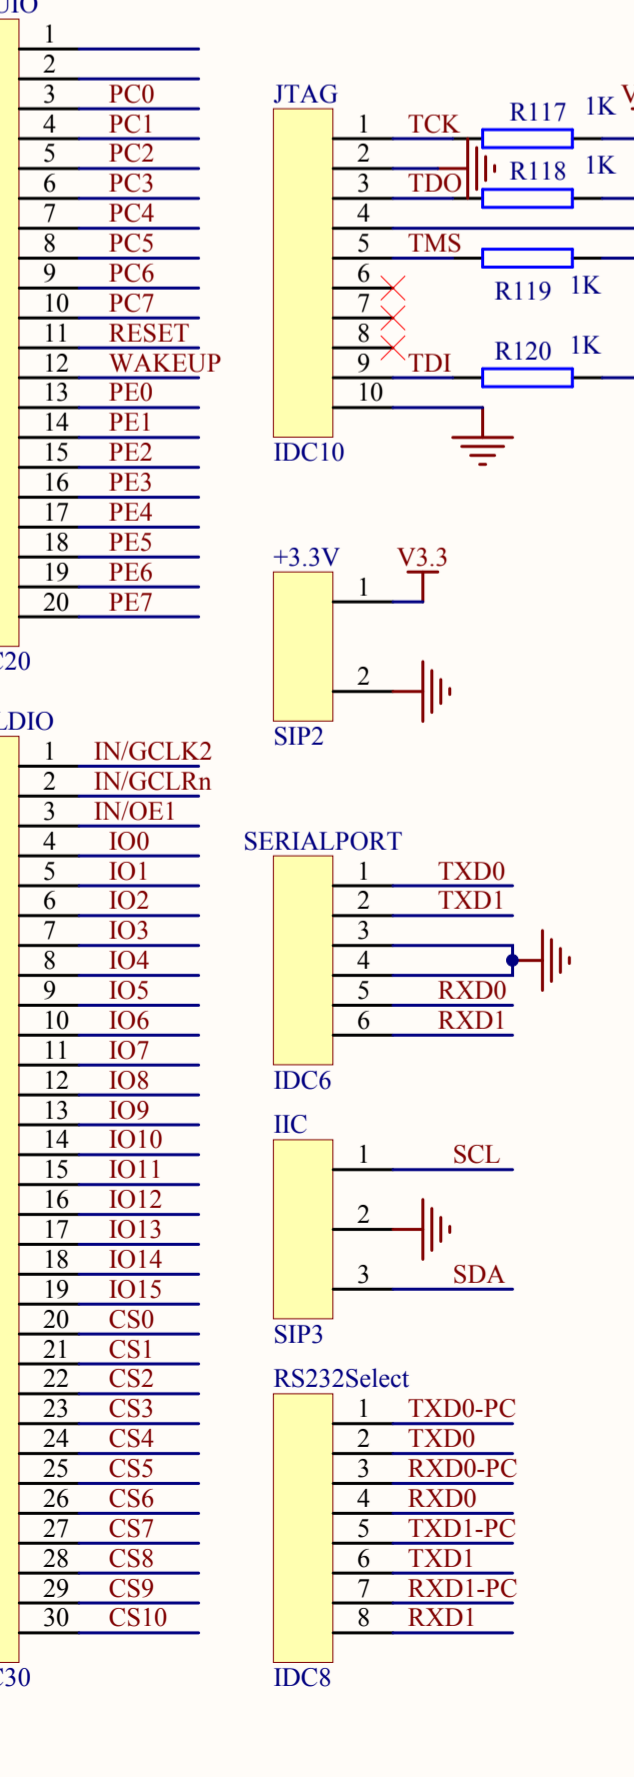 UIO
1
2
3 PC0
4 PC1
5 PC2
6 PC3
7 PC4
8 PC5
9 PC6
10 PC7
11 RESET
12 WAKEUP
13 PE0
14 PE1
15 PE2
16 PE3
17 PE4
18 PE5
19 PE6
20 PE7
C20
LDIO
1 IN/GCLK2
2 IN/GCLRn
3 IN/OE1
4 IO0
5 IO1
6 IO2
7 IO3
8 IO4
9 IO5
10 IO6
11 IO7
12 IO8
13 IO9
14 IO10
15 IO11
16 IO12
17 IO13
18 IO14
19 IO15
20 CS0
21 CS1
22 CS2
23 CS3
24 CS4
25 CS5
26 CS6
27 CS7
28 CS8
29 CS9
30 CS10
C30
JTAG
1 TCK R117 1K V
2
3 TDO R118 1K
4
5 TMS R119 1K
6
7
8
9 TDI R120 1K
10
IDC10
+3.3V
V3.3
1
2
SIP2
SERIALPORT
1 TXD0
2 TXD1
3
4
5 RXD0
6 RXD1
IDC6
IIC
1 SCL
2
3 SDA
SIP3
RS232Select
1 TXD0-PC
2 TXD0
3 RXD0-PC
4 RXD0
5 TXD1-PC
6 TXD1
7 RXD1-PC
8 RXD1
IDC8